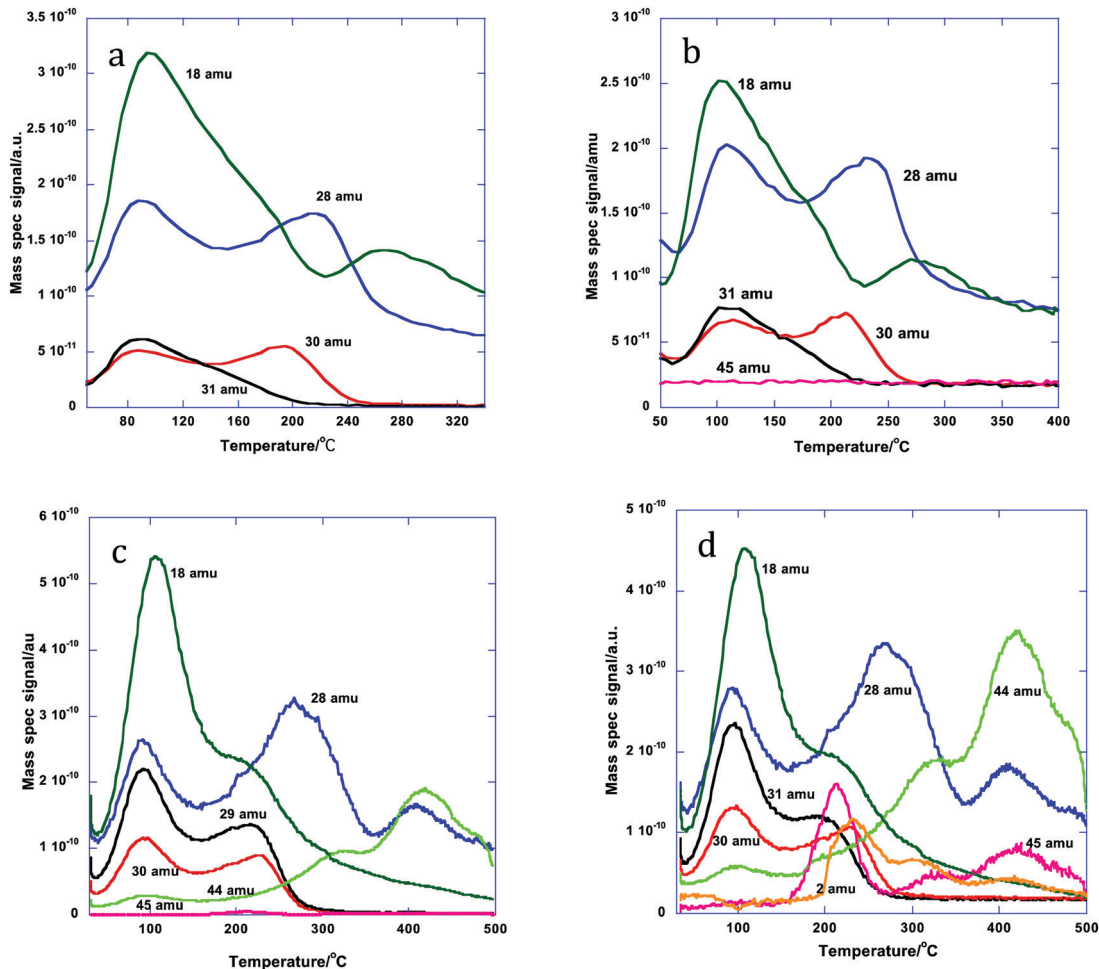 3.5 10⁻¹⁰
3 10⁻¹⁰
2.5 10⁻¹⁰
2 10⁻¹⁰
1.5 10⁻¹⁰
1 10⁻¹⁰
5 10⁻¹¹
0
Mass spec signal/a.u.
a
18 amu
28 amu
30 amu
31 amu
80 120 160 200 240 280 320
Temperature/°C
3 10⁻¹⁰
2.5 10⁻¹⁰
2 10⁻¹⁰
1.5 10⁻¹⁰
1 10⁻¹⁰
5 10⁻¹¹
0
Mass spec signal/amu
b
18 amu
28 amu
31 amu
30 amu
45 amu
50 100 150 200 250 300 350 400
Temperature/°C
6 10⁻¹⁰
5 10⁻¹⁰
4 10⁻¹⁰
3 10⁻¹⁰
2 10⁻¹⁰
1 10⁻¹⁰
0
Mass spec signal/au
c
18 amu
28 amu
29 amu
30 amu
44 amu
45 amu
100 200 300 400 500
Temperature/°C
5 10⁻¹⁰
4 10⁻¹⁰
3 10⁻¹⁰
2 10⁻¹⁰
1 10⁻¹⁰
0
Mass spec signal/a.u.
d
18 amu
28 amu
44 amu
31 amu
30 amu
45 amu
2 amu
100 200 300 400 500
Temperature/°C